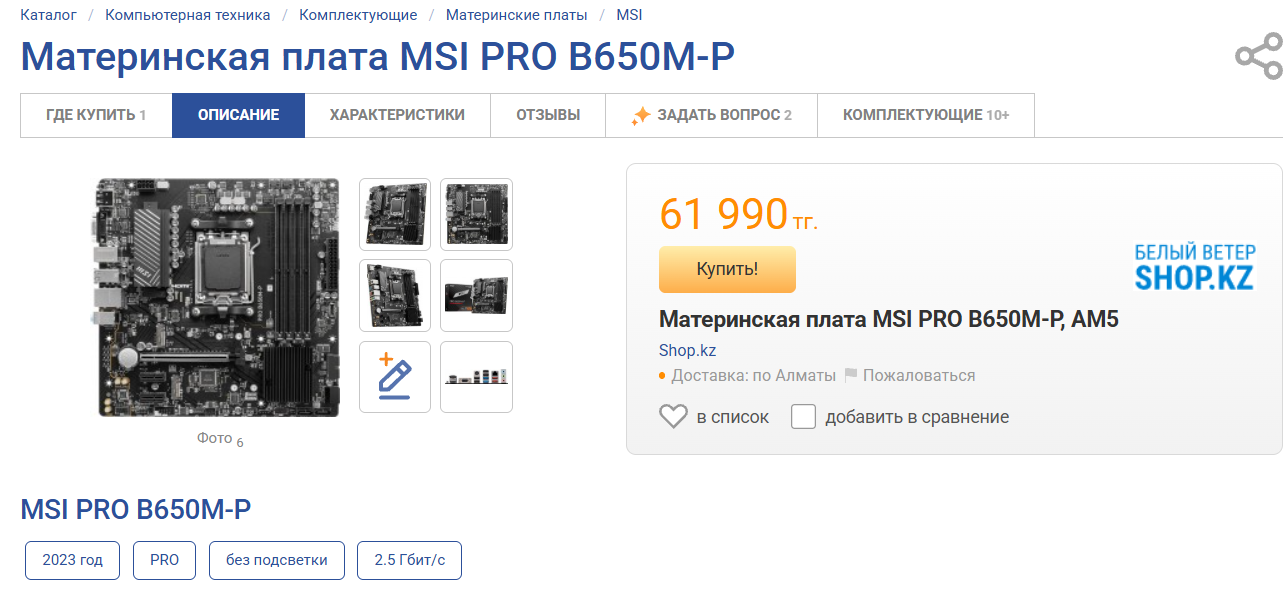 Каталог / Компьютерная техника / Комплектующие / Материнские платы / MSI
Материнская плата MSI PRO B650M-P
ГДЕ КУПИТЬ 1 ОПИСАНИЕ ХАРАКТЕРИСТИКИ ОТЗЫВЫ ЗАДАТЬ ВОПРОС 2 КОМПЛЕКТУЮЩИЕ 10+
Фото 6
61 990 тг.
Купить!
БЕЛЫЙ ВЕТЕР
SHOP.KZ
Материнская плата MSI PRO B650M-P, AM5
Shop.kz
Доставка: по Алматы Пожаловаться
в список добавить в сравнение
MSI PRO B650M-P
2023 год PRO без подсветки 2.5 Гбит/с